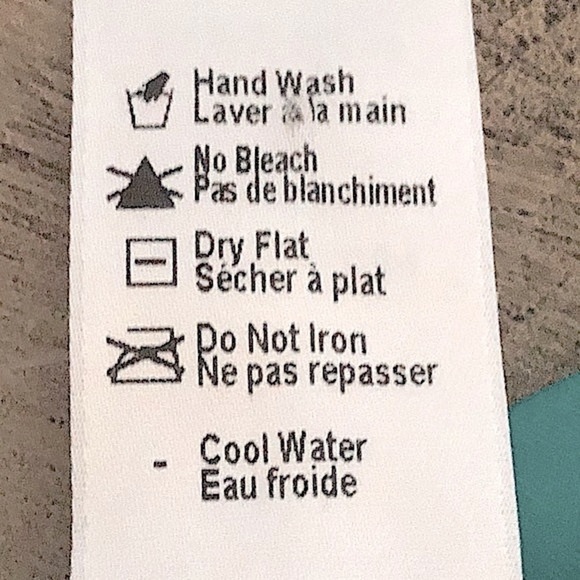 Hand Wash
Laver à la main
No Bleach
Pas de blanchiment
Dry Flat
Sécher à plat
Do Not Iron
Ne pas repasser
- Cool Water
Eau froide